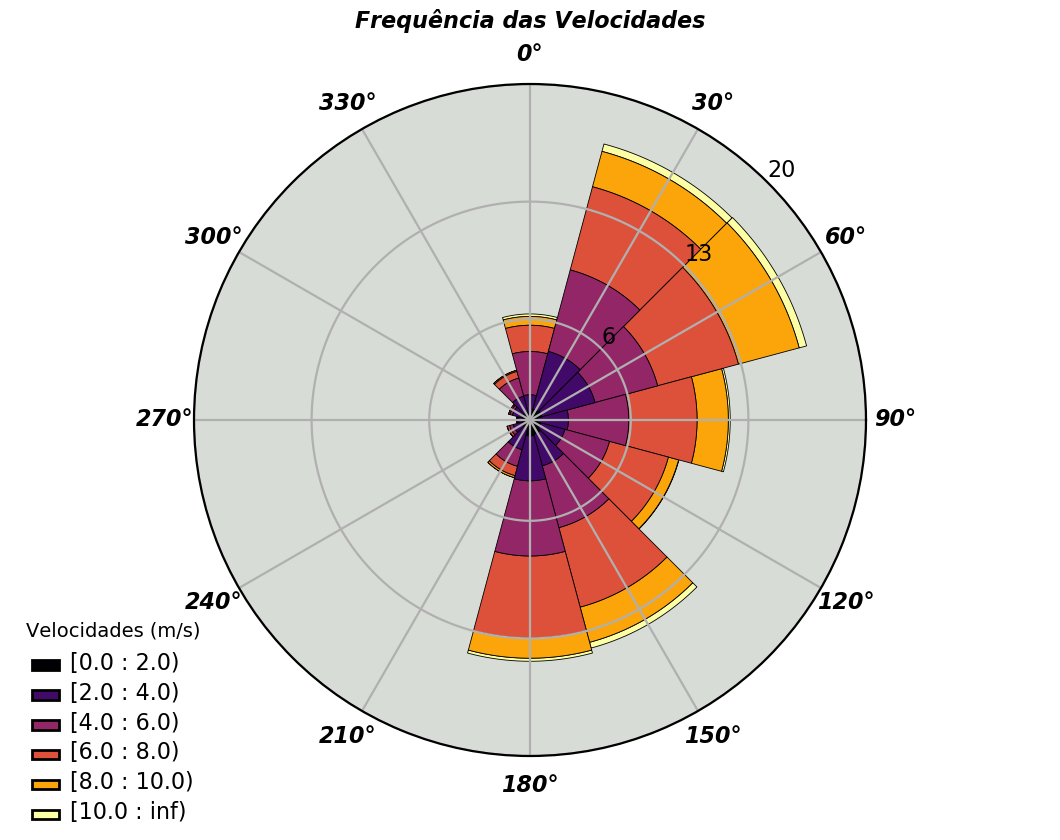 Frequência das Velocidades
0°
330°
30°
20
300°
60°
13
6
270°
90°
240°
120°
210°
150°
180°
Velocidades (m/s)
[0.0 : 2.0)
[2.0 : 4.0)
[4.0 : 6.0)
[6.0 : 8.0)
[8.0 : 10.0)
[10.0 : inf)